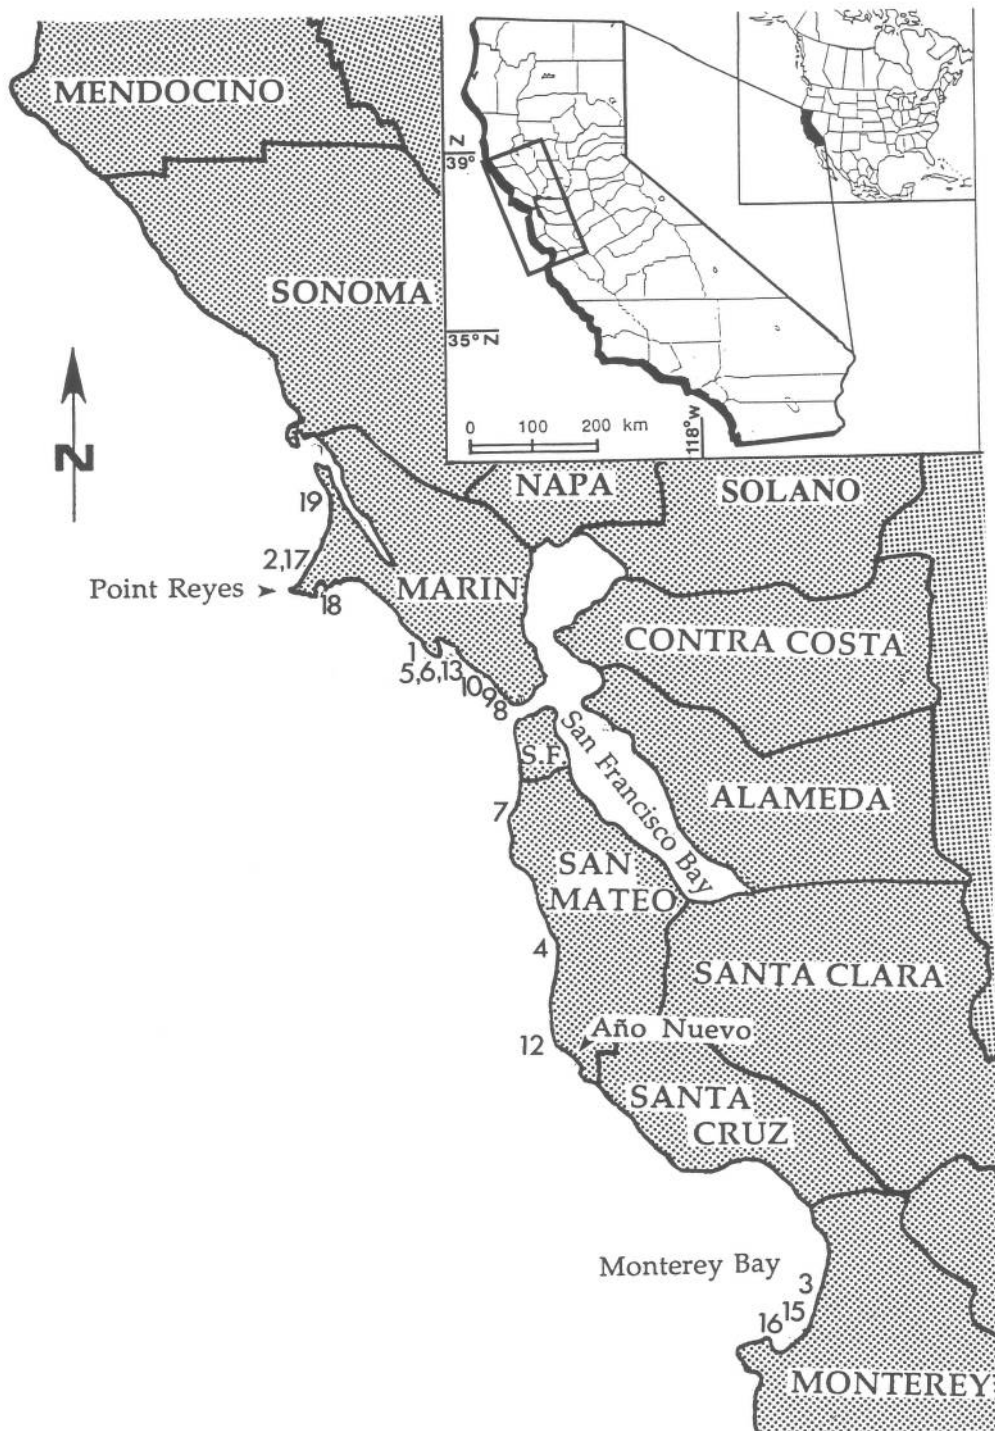 MENDOCINO
39°
Z
SONOMA
35° N
N
0 100 200 km
118° W
NAPA
SOLANO
19
2,17
Point Reyes
18
MARIN
CONTRA COSTA
1
5,6,13
10
9
8
S.F.
San Francisco Bay
ALAMEDA
7
SAN
MATEO
4
SANTA CLARA
12
Año Nuevo
SANTA
CRUZ
Monterey Bay
3
15
16
MONTEREY